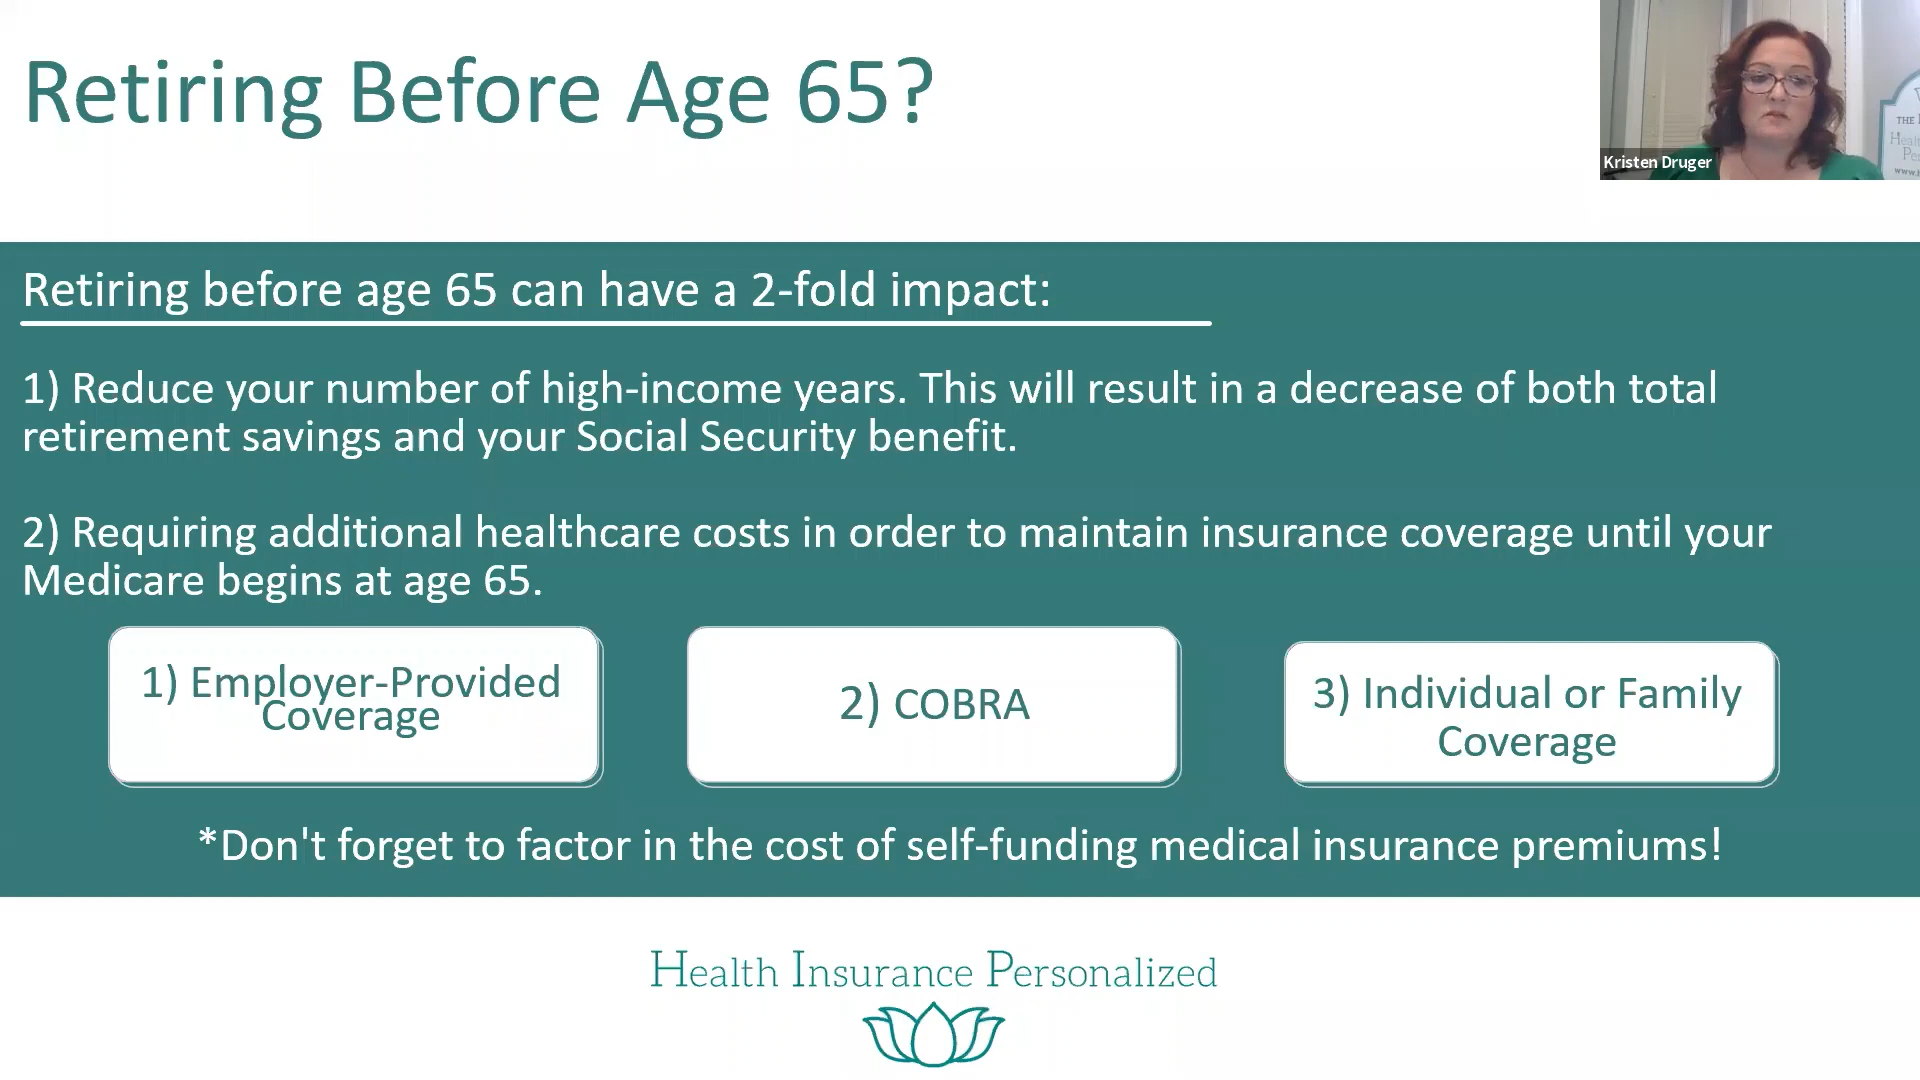 Retiring Before Age 65?
Kristen Druger
THE
www.
Retiring before age 65 can have a 2-fold impact:
1) Reduce your number of high-income years. This will result in a decrease of both total
retirement savings and your Social Security benefit.
2) Requiring additional healthcare costs in order to maintain insurance coverage until your
Medicare begins at age 65.
1) Employer-Provided
Coverage
2) COBRA
3) Individual or Family
Coverage
*Don't forget to factor in the cost of self-funding medical insurance premiums!
Health Insurance Personalized